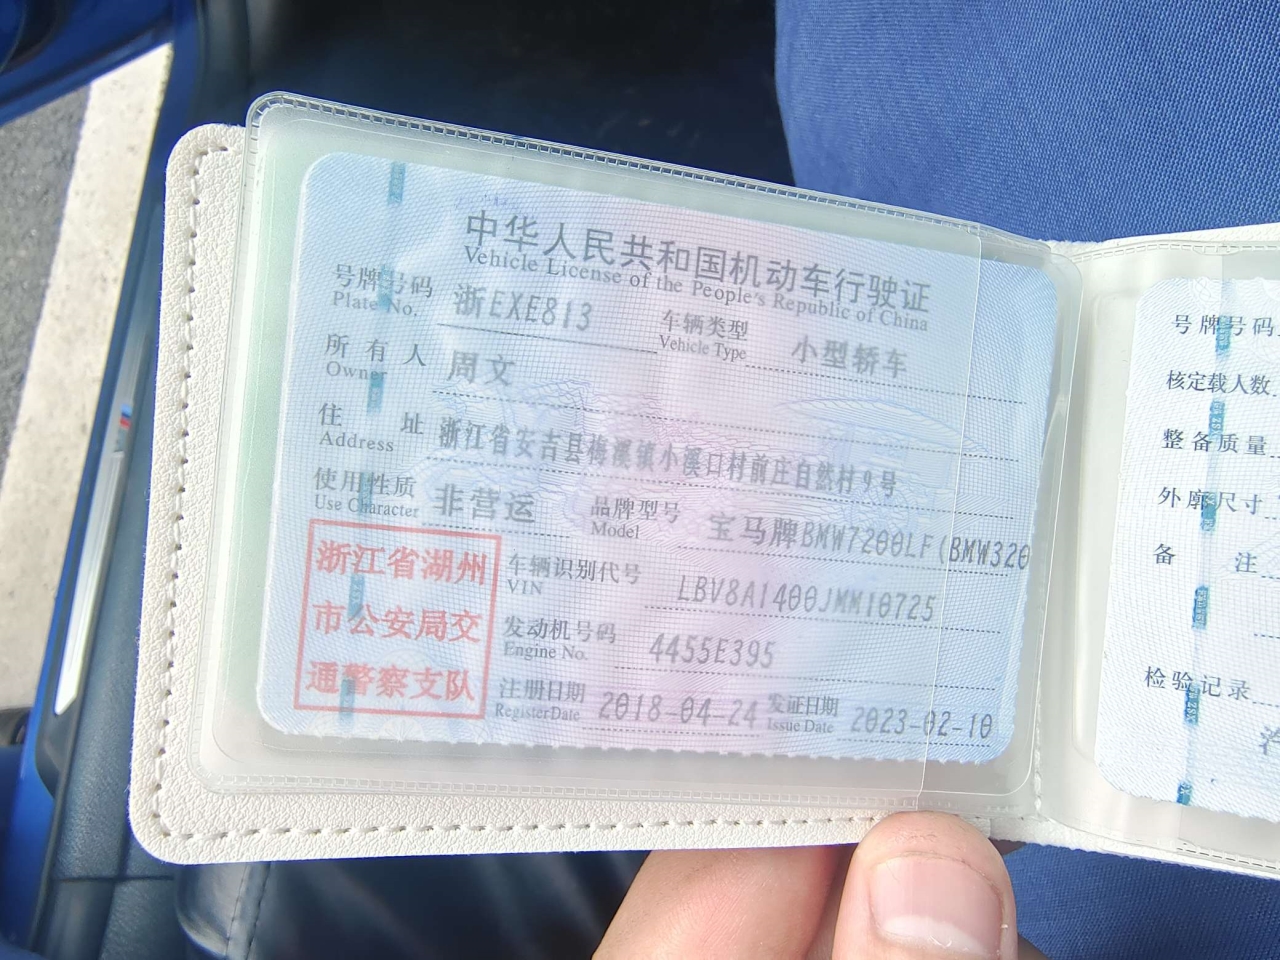 中华人民共和国机动车行驶证
Vehicle License of the People's Republic of China
号牌号码 浙EXE813 车辆类型 小型轿车
Plate No. Vehicle Type
所有人 周文
Owner
住址 浙江省安吉县梅溪镇小溪口村前庄自然村9号
Address
使用性质 非营运 品牌型号 宝马牌BMW7200LF(BMW320
Use Character Model
浙江省湖州
市公安局交
通警察支队
车辆识别代号 LBV8A1400JMM10725
VIN
发动机号码 4455E395
Engine No.
注册日期 2018-04-24 发证日期 2023-02-10
Register Date Issue Date
号牌号码
核定载人数
整备质量
外廓尺寸
备注
检验记录